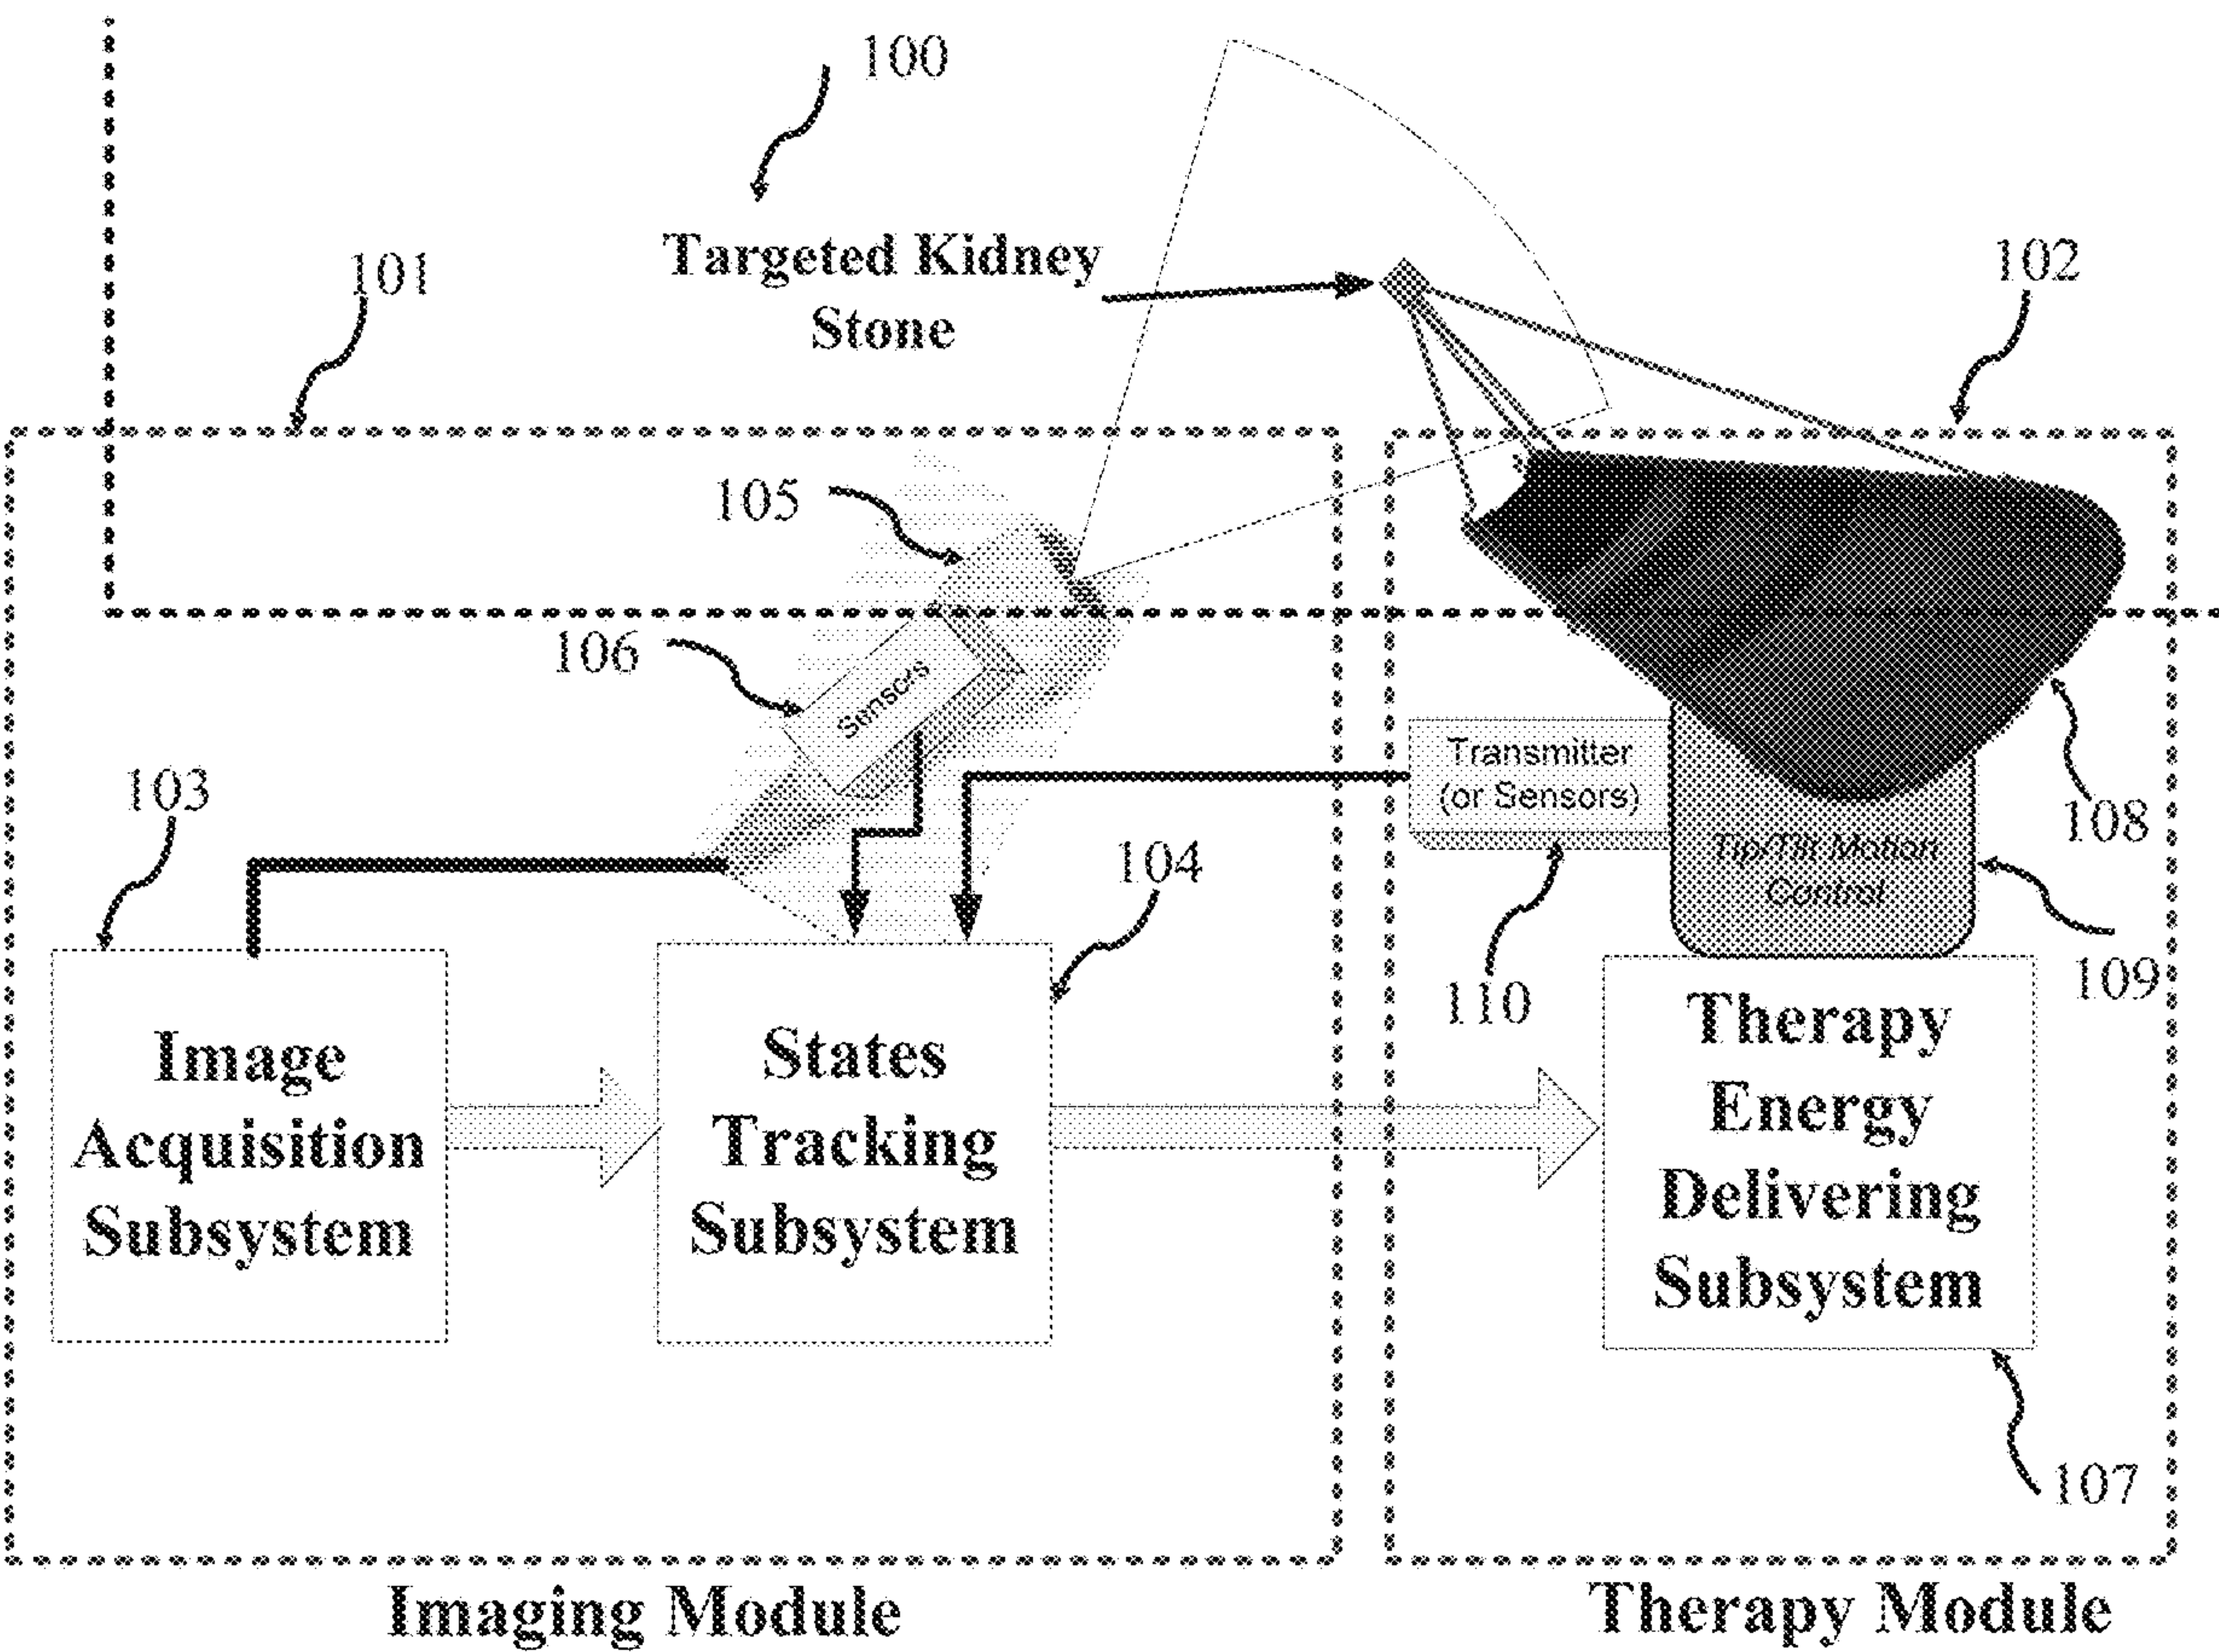 100
Targeted Kidney
Stone
101
102
105
106
Sensors
103
Transmitter
(or Sensors)
108
104
Tip/Tilt Motion
Control
110
109
Image
Acquisition
Subsystem
States
Tracking
Subsystem
Therapy
Energy
Delivering
Subsystem
107
Imaging Module
Therapy Module